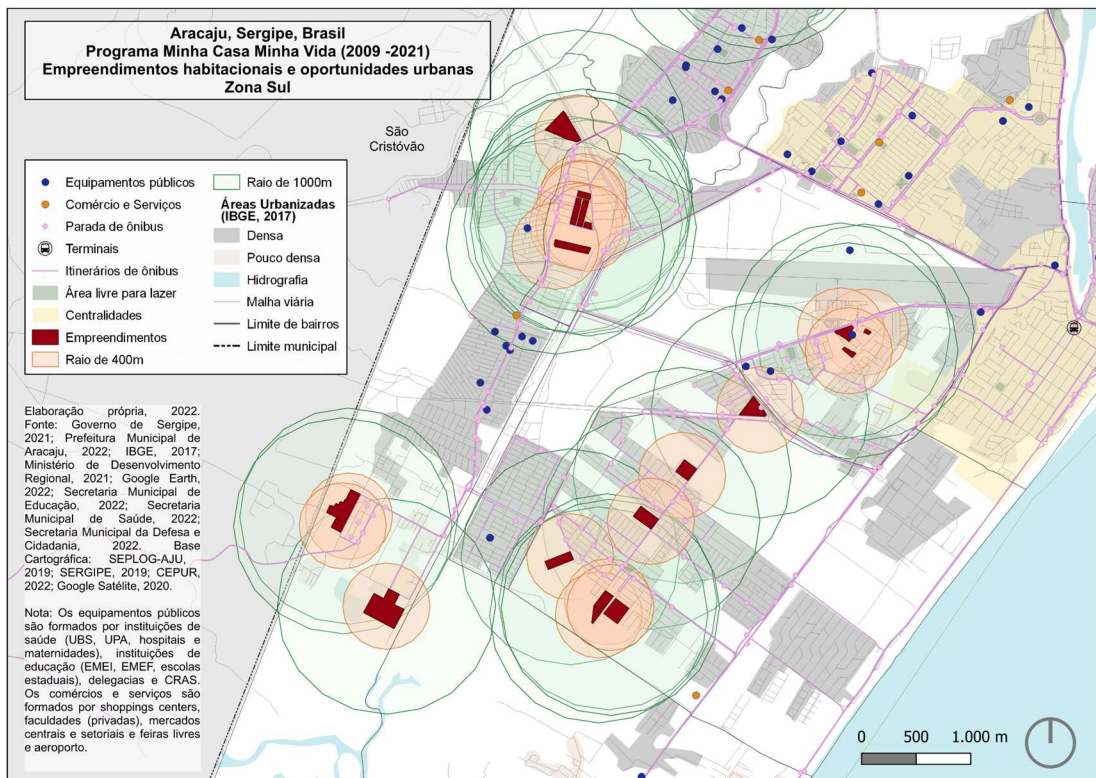 Aracaju, Sergipe, Brasil
Programa Minha Casa Minha Vida (2009 -2021)
Empreendimentos habitacionais e oportunidades urbanas
Zona Sul
São
Cristóvão
Equipamentos públicos
Comércio e Serviços
Parada de ônibus
Terminais
Itinerários de ônibus
Área livre para lazer
Centralidades
Empreendimentos
Raio de 400m
Raio de 1000m
Áreas Urbanizadas
(IBGE, 2017)
Densa
Pouco densa
Hidrografia
Malha viária
Limite de bairros
Limite municipal
Elaboração própria, 2022.
Fonte: Governo de Sergipe,
2021; Prefeitura Municipal de
Aracaju, 2022; IBGE, 2017;
Ministério de Desenvolvimento
Regional, 2021; Google Earth,
2022; Secretaria Municipal de
Educação, 2022; Secretaria
Municipal de Saúde, 2022;
Secretaria Municipal da Defesa e
Cidadania, 2022. Base
Cartográfica: SEPLOG-AJU,
2019; SERGIPE, 2019; CEPUR,
2022; Google Satélite, 2020.
Nota: Os equipamentos públicos
são formados por instituições de
saúde (UBS, UPA, hospitais e
maternidades), instituições de
educação (EMEI, EMEF, escolas
estaduais), delegacias e CRAS.
Os comércios e serviços são
formados por shoppings centers,
faculdades (privadas), mercados
centrais e setoriais e feiras livres
e aeroporto.
0 500 1.000 m